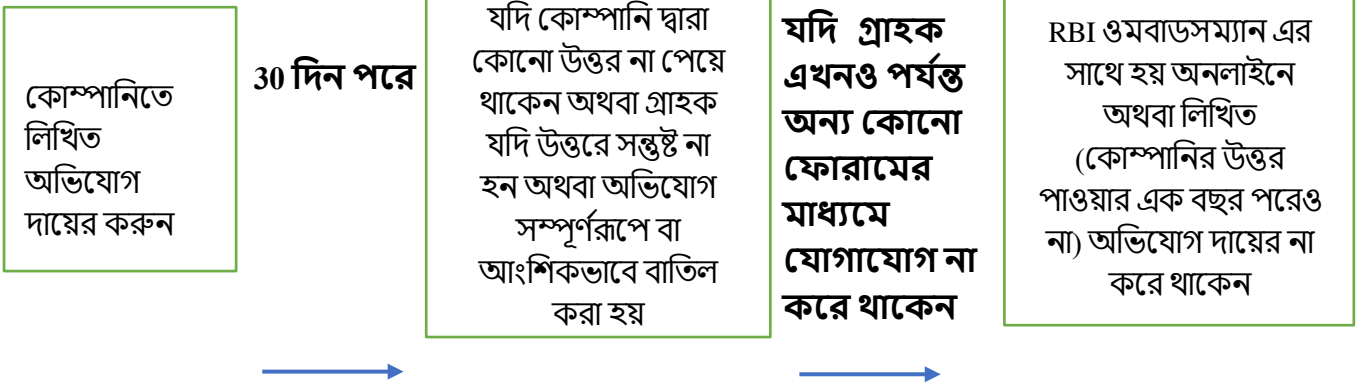 কোম্পানিতে
লিখিত
অভিযোগ
দায়ের করুন
30 দিন পরে
যদি কোম্পানি দ্বারা
কোনো উত্তর না পেয়ে
থাকেন অথবা গ্রাহক
যদি উত্তরে সন্তুষ্ট না
হন অথবা অভিযোগ
সম্পূর্ণরূপে বা
আংশিকভাবে বাতিল
করা হয়
যদি গ্রাহক
এখনও পর্যন্ত
অন্য কোনো
ফোরামের
মাধ্যমে
যোগাযোগ না
করে থাকেন
RBI ওমবাডসম্যান এর
সাথে হয় অনলাইনে
অথবা লিখিত
(কোম্পানির উত্তর
পাওয়ার এক বছর পরেও
না) অভিযোগ দায়ের না
করে থাকেন